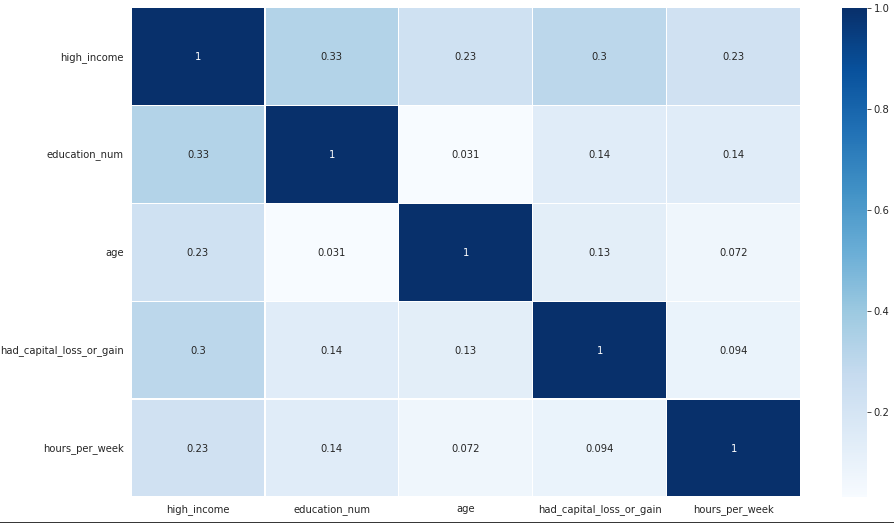 high_income 1 0.33 0.23 0.3 0.23
education_num 0.33 1 0.031 0.14 0.14
age 0.23 0.031 1 0.13 0.072
had_capital_loss_or_gain 0.3 0.14 0.13 1 0.094
hours_per_week 0.23 0.14 0.072 0.094 1
high_income education_num age had_capital_loss_or_gain hours_per_week
1.0
0.8
0.6
0.4
0.2